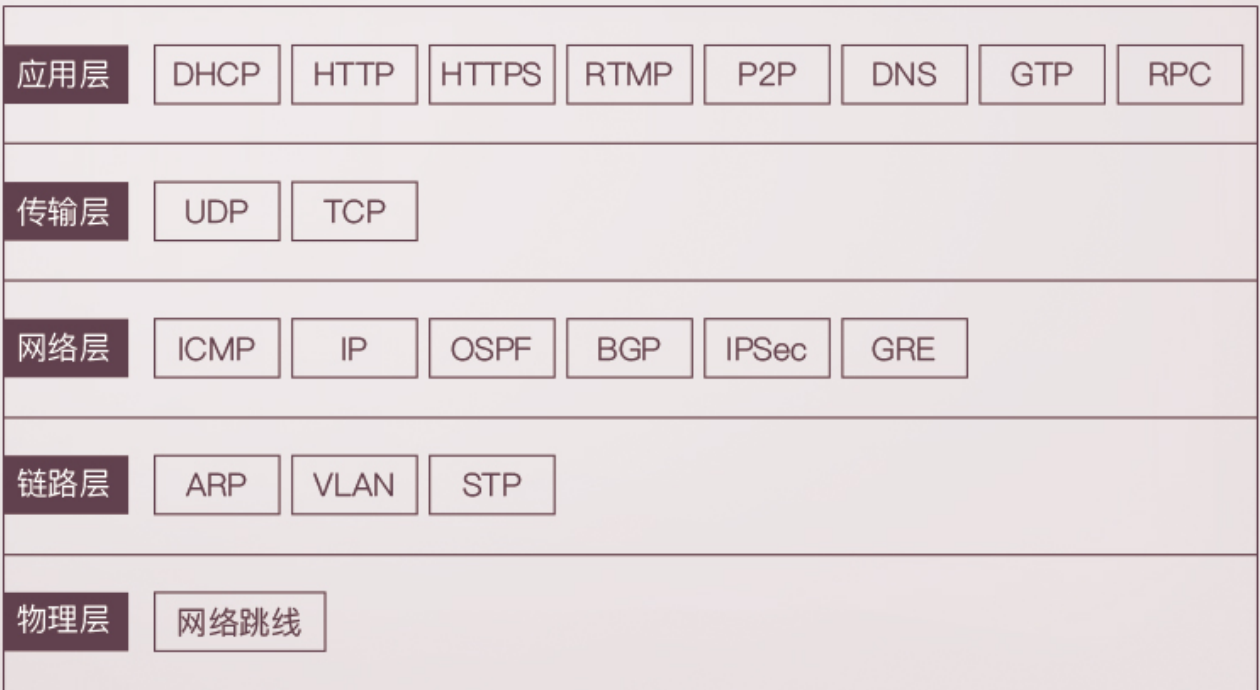 应用层 DHCP HTTP HTTPS RTMP P2P DNS GTP RPC
传输层 UDP TCP
网络层 ICMP IP OSPF BGP IPSec GRE
链路层 ARP VLAN STP
物理层 网络跳线